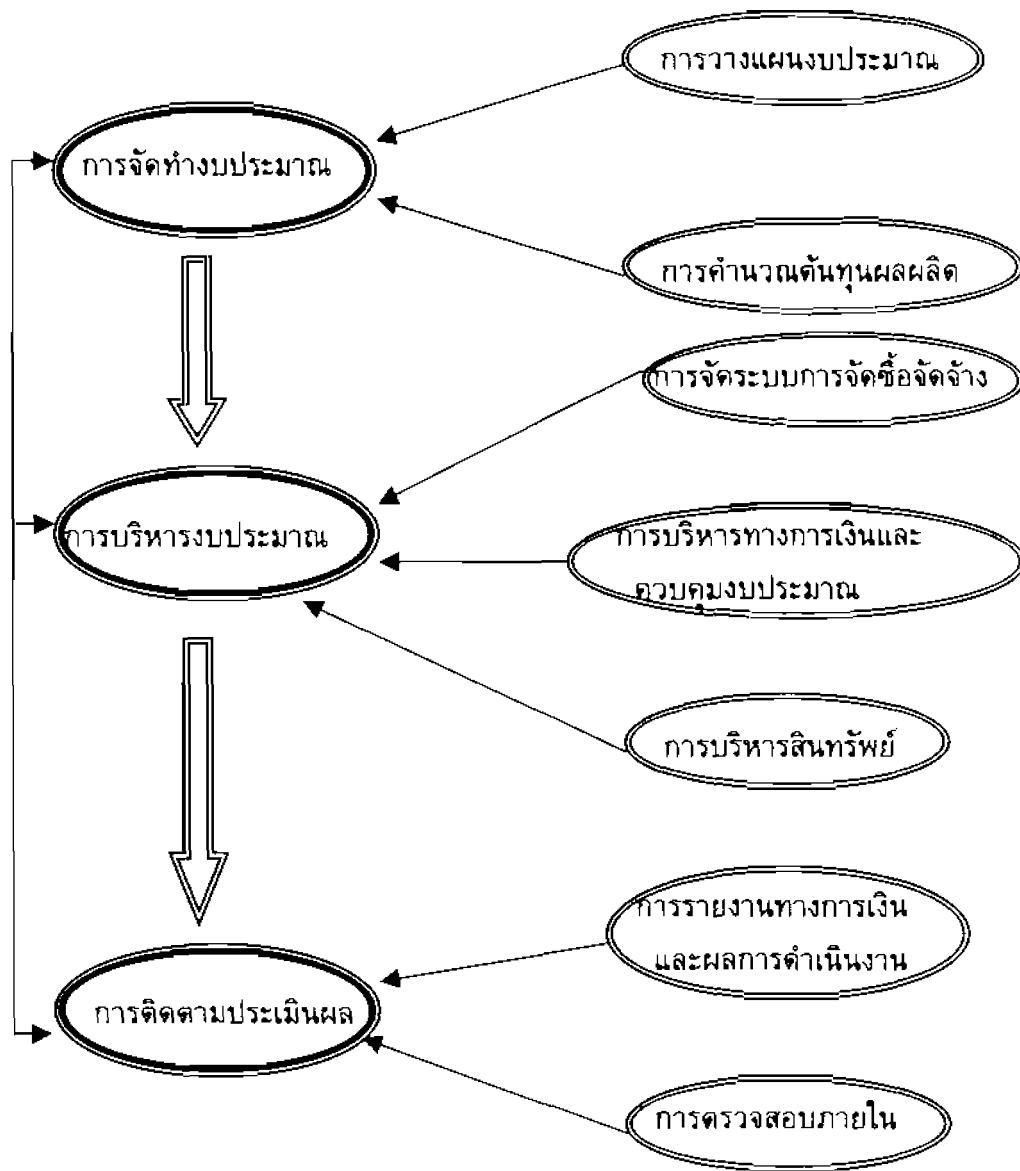 การวางแผนงบประมาณ
การจัดทำงบประมาณ
การคำนวณต้นทุนผลผลิต
การจัดระบบการจัดซื้อจัดจ้าง
การบริหารงบประมาณ
การบริหารทางการเงินและ
ควบคุมงบประมาณ
การบริหารสินทรัพย์
การรายงานทางการเงิน
และผลการดำเนินงาน
การติดตามประเมินผล
การตรวจสอบภายใน